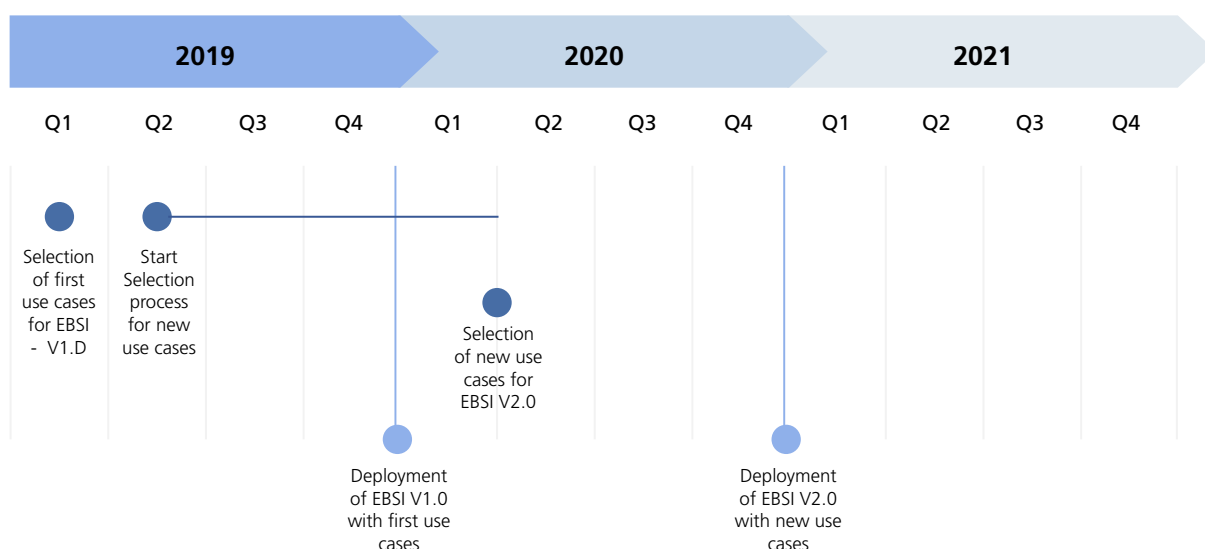 2019
2020
2021
Q1
Q2
Q3
Q4
Q1
Q2
Q3
Q4
Q1
Q2
Q3
Q4
Selection
of first
use cases
for EBSI
- V1.D
Start
Selection
process
for new
use cases
Selection
of new use
cases for
EBSI V2.0
Deployment
of EBSI V1.0
with first use
cases
Deployment
of EBSI V2.0
with new use
cases